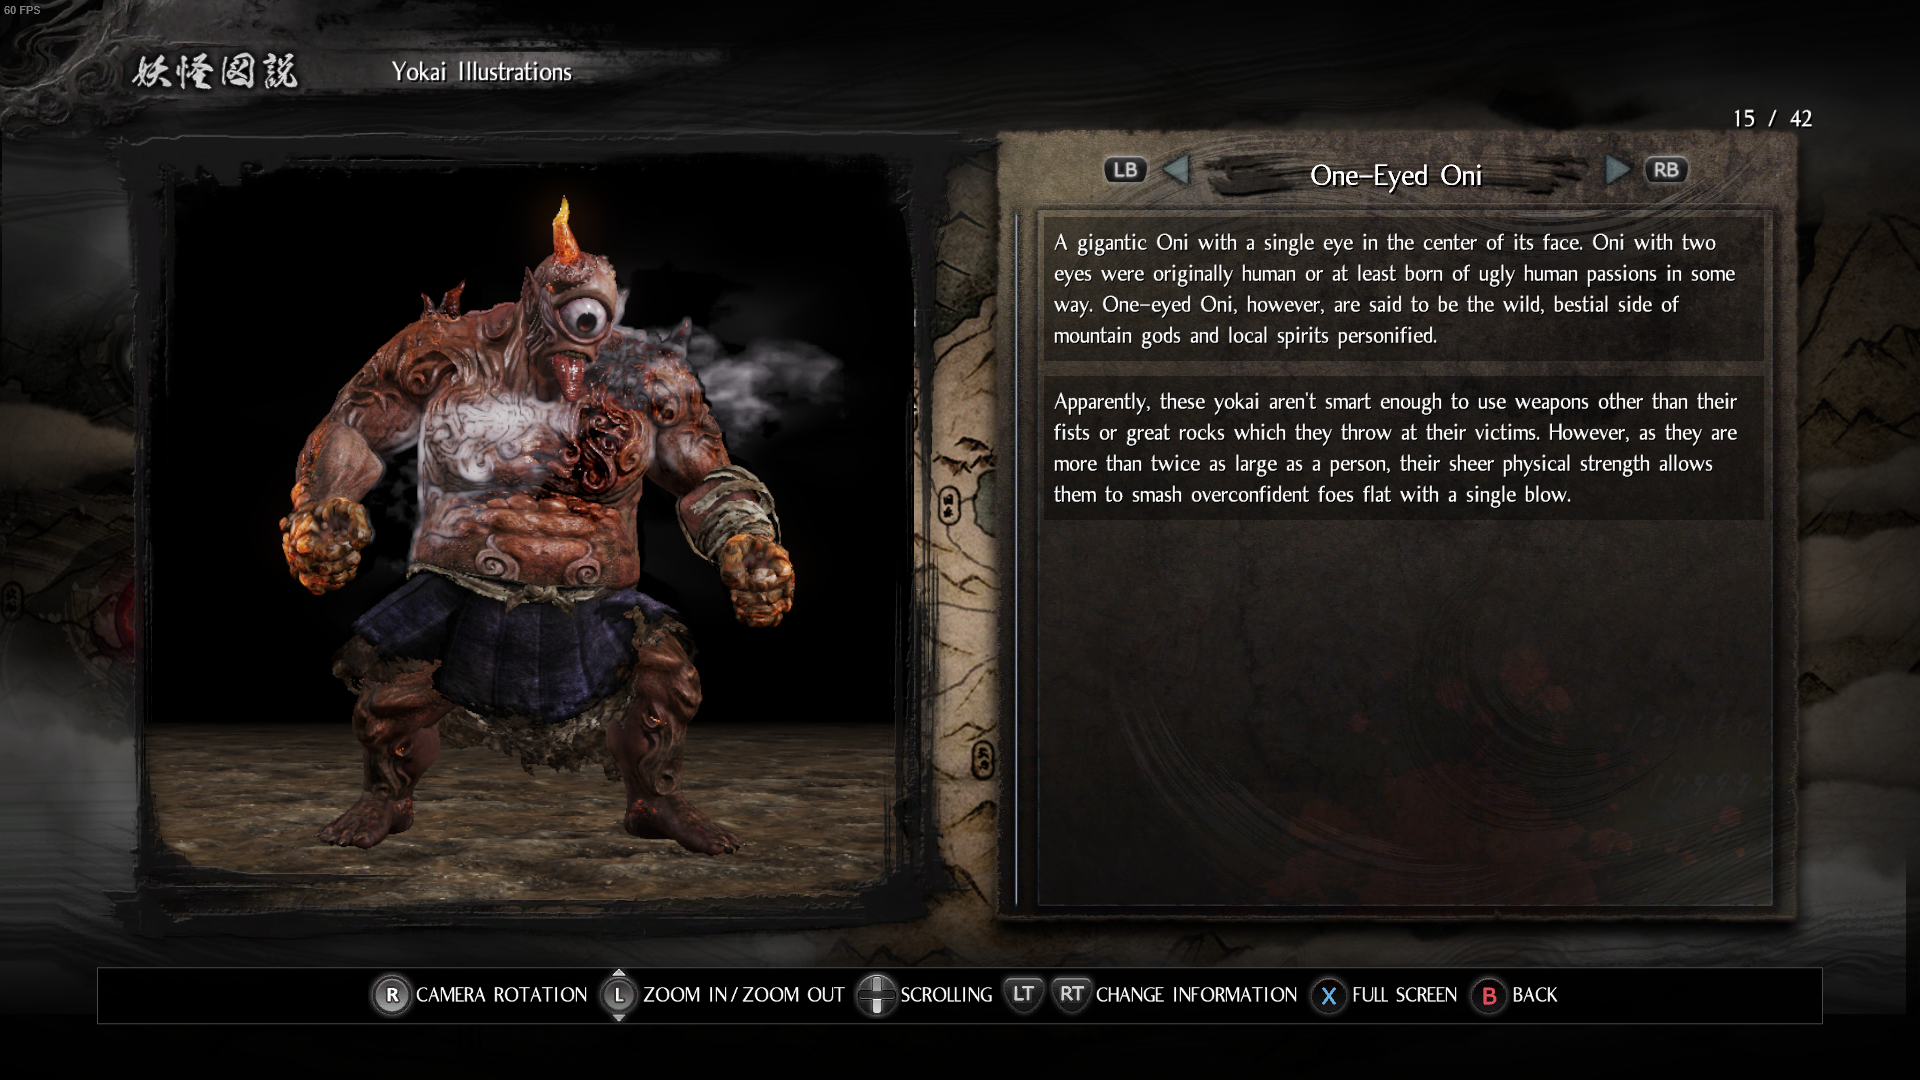 60 FPS
妖怪図説
Yokai Illustrations
15 / 42
LB
One-Eyed Oni
RB
A gigantic Oni with a single eye in the center of its face. Oni with two
eyes were originally human or at least born of ugly human passions in some
way. One-eyed Oni, however, are said to be the wild, bestial side of
mountain gods and local spirits personified.
Apparently, these yokai aren't smart enough to use weapons other than their
fists or great rocks which they throw at their victims. However, as they are
more than twice as large as a person, their sheer physical strength allows
them to smash overconfident foes flat with a single blow.
R CAMERA ROTATION L ZOOM IN/ZOOM OUT SCROLLING LT RT CHANGE INFORMATION X FULL SCREEN B BACK